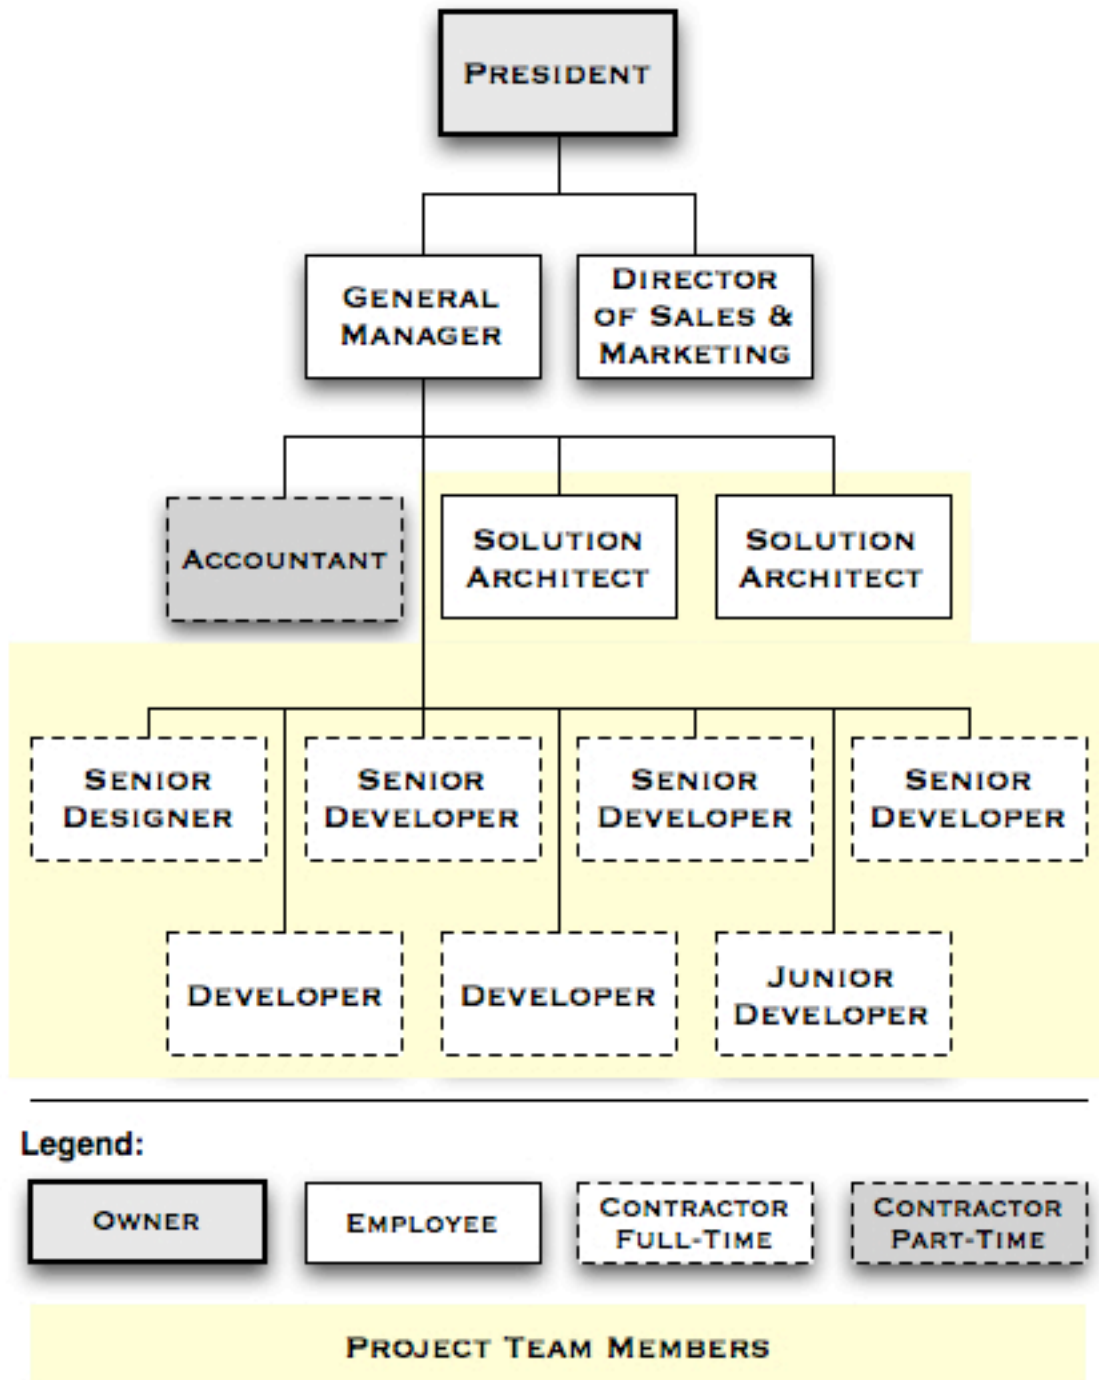 PRESIDENT
GENERAL
MANAGER
DIRECTOR
OF SALES &
MARKETING
ACCOUNTANT
SOLUTION
ARCHITECT
SOLUTION
ARCHITECT
SENIOR
DESIGNER
SENIOR
DEVELOPER
SENIOR
DEVELOPER
SENIOR
DEVELOPER
DEVELOPER
DEVELOPER
JUNIOR
DEVELOPER
Legend:
OWNER
EMPLOYEE
CONTRACTOR
FULL-TIME
CONTRACTOR
PART-TIME
PROJECT TEAM MEMBERS